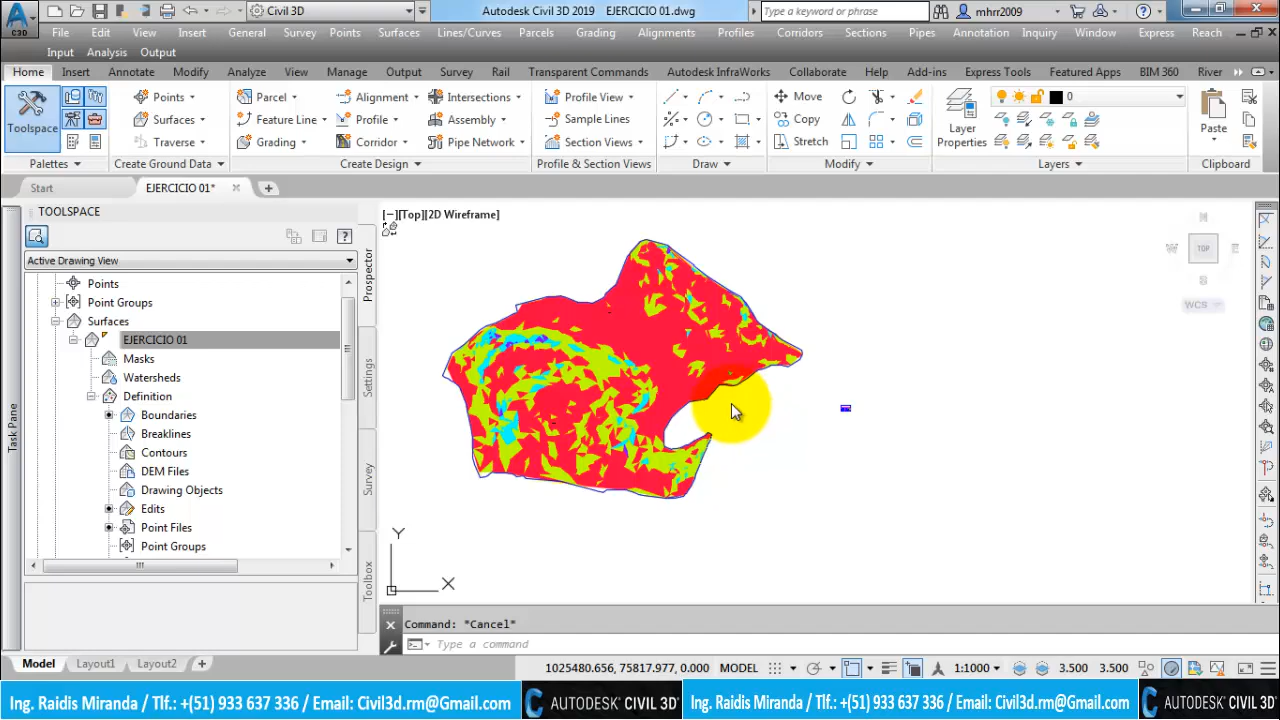 Civil 3D
Autodesk Civil 3D 2019 EJERCICIO 01.dwg
Type a keyword or phrase
mhrr2009
C3D
File Edit View Insert General Survey Points Surfaces Lines/Curves Parcels Grading Alignments Profiles Corridors Sections Pipes Annotation Inquiry Window Express Reach
Input Analysis Output
Home Insert Annotate Modify Analyze View Manage Output Survey Rail Transparent Commands Autodesk InfraWorks Collaborate Help Add-ins Express Tools Featured Apps BIM 360 River
Toolspace
Points
Surfaces
Traverse
Parcel
Feature Line
Grading
Alignment
Profile
Corridor
Intersections
Assembly
Pipe Network
Profile View
Sample Lines
Section Views
Move
Copy
Stretch
Layer
Properties
0
Paste
Palettes Create Ground Data Create Design Profile & Section Views Draw Modify Layers Clipboard
Start EJERCICIO 01*
TOOLSPACE
Active Drawing View
Points
Point Groups
Surfaces
EJERCICIO 01
Masks
Watersheds
Definition
Boundaries
Breaklines
Contours
DEM Files
Drawing Objects
Edits
Point Files
Point Groups
Task Pane
Prospector
Settings
Survey
Toolbox
[−][Top][2D Wireframe]
TOP
WCS
Y
X
Command: *Cancel*
Type a command
Model Layout1 Layout2
1025480.656, 75817.977, 0.000 MODEL 1:1000 3.500 3.500
Ing. Raidis Miranda / Tlf.: +(51) 933 637 336 / Email: Civil3d.rm@Gmail.com AUTODESK® CIVIL 3D® Ing. Raidis Miranda / Tlf.: +(51) 933 637 336 / Email: Civil3d.rm@Gmail.com AUTODESK® CIVIL 3D